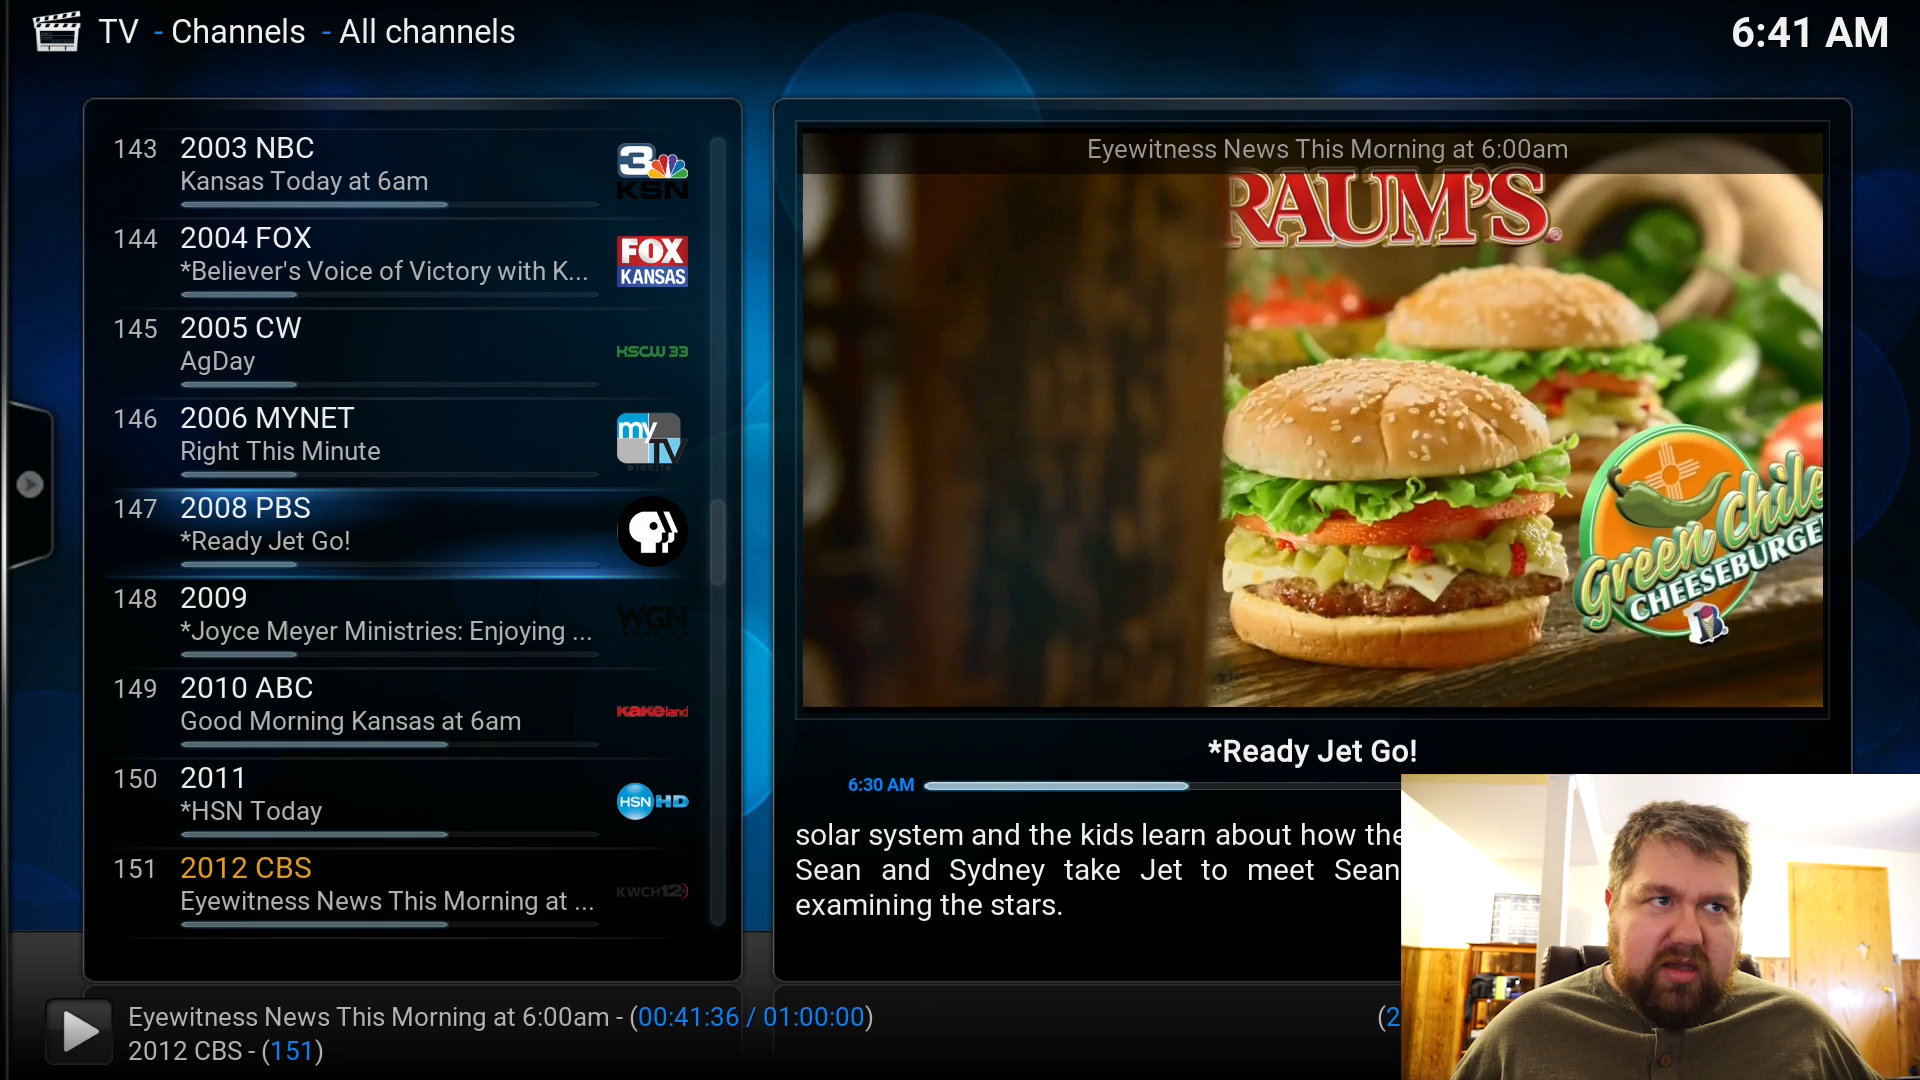 TV - Channels - All channels
6:41 AM
143 2003 NBC
Kansas Today at 6am
3 KSN
144 2004 FOX
*Believer's Voice of Victory with K...
FOX
KANSAS
145 2005 CW
AgDay
KSCW 33
146 2006 MYNET
Right This Minute
my TV
147 2008 PBS
*Ready Jet Go!
148 2009
*Joyce Meyer Ministries: Enjoying ...
WGN
149 2010 ABC
Good Morning Kansas at 6am
KAKEland
150 2011
*HSN Today
HSN HD
151 2012 CBS
Eyewitness News This Morning at ...
KWCH12
Eyewitness News This Morning at 6:00am
RAUM'S®
Green Chile
CHEESEBURGE
*Ready Jet Go!
6:30 AM
solar system and the kids learn about how the
Sean and Sydney take Jet to meet Sean
examining the stars.
Eyewitness News This Morning at 6:00am - (00:41:36 / 01:00:00)
(2
2012 CBS - (151)